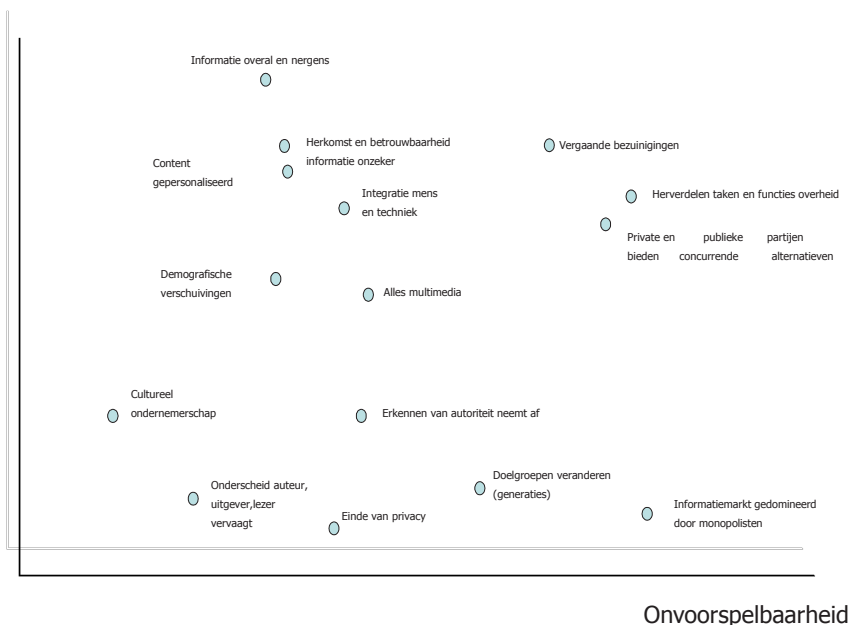 Informatie overal en nergens
Herkomst en betrouwbaarheid
informatie onzeker
Vergaande bezuinigingen
Content
gepersonaliseerd
Integratie mens
en techniek
Herverdelen taken en functies overheid
Private en publieke partijen
bieden concurrende alternatieven
Demografische
verschuivingen
Alles multimedia
Cultureel
ondernemerschap
Erkennen van autoriteit neemt af
Onderscheid auteur,
uitgever,lezer
vervaagt
Doelgroepen veranderen
(generaties)
Einde van privacy
Informatiemarkt gedomineerd
door monopolisten
Onvoorspelbaarheid